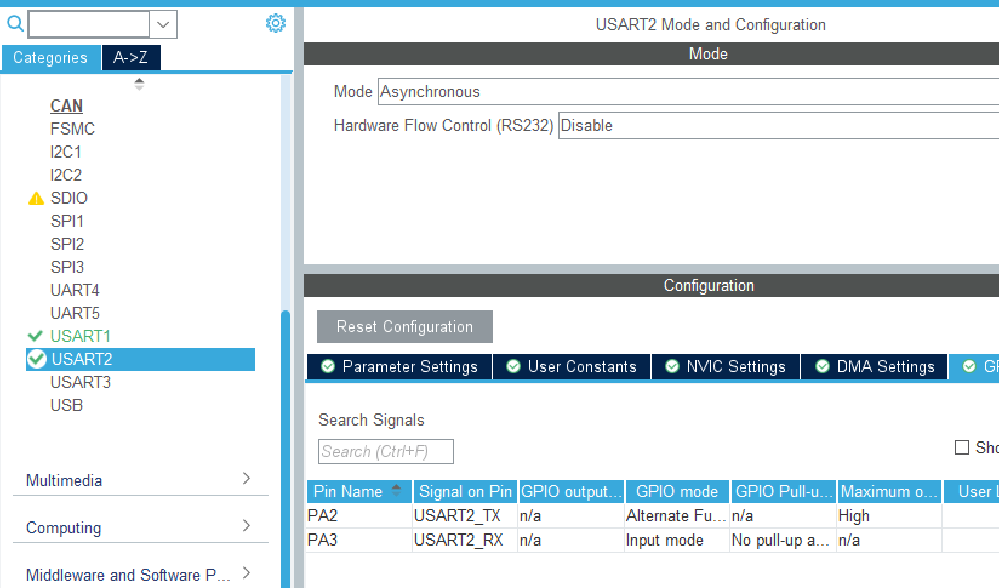 USART2 Mode and Configuration
Categories
A->Z
Mode
Mode Asynchronous
Hardware Flow Control (RS232) Disable
CAN
FSMC
I2C1
I2C2
SDIO
SPI1
SPI2
SPI3
UART4
UART5
USART1
USART2
USART3
USB
Multimedia
Computing
Middleware and Software P...
Configuration
Reset Configuration
Parameter Settings
User Constants
NVIC Settings
DMA Settings
Search Signals
Search (Ctrl+F)
Pin Name Signal on Pin GPIO output... GPIO mode GPIO Pull-u... Maximum o... User
PA2 USART2_TX n/a Alternate Fu... n/a High
PA3 USART2_RX n/a Input mode No pull-up a... n/a